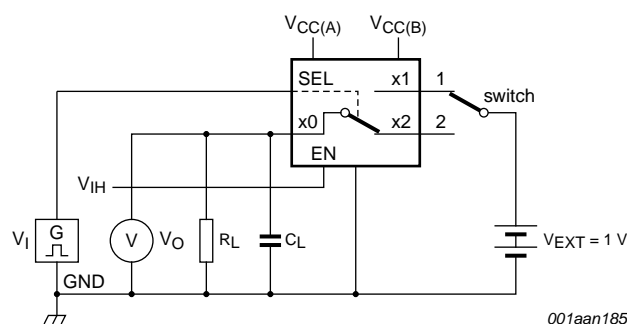 VCC(A) VCC(B)
SEL x1 1
switch
x0 x2 2
EN
VIH
VI G V VO RL CL VEXT = 1 V
GND
001aan185